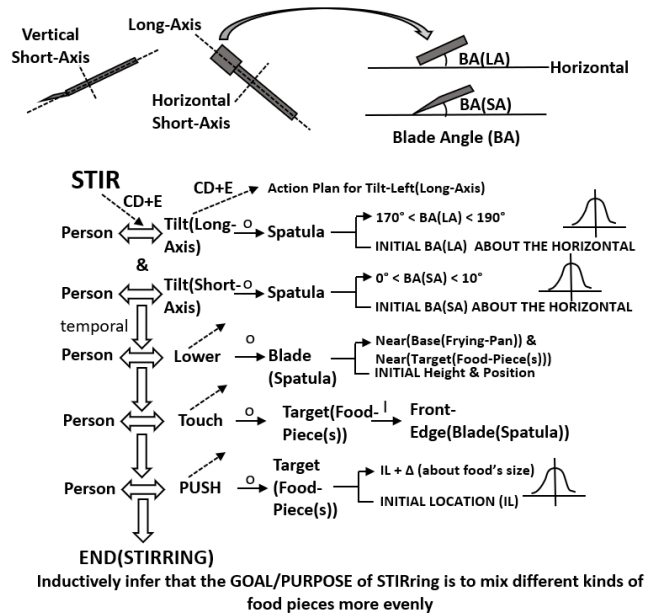 Vertical
Short-Axis
Long-Axis
Horizontal
Short-Axis
BA(LA)
Horizontal
BA(SA)
Blade Angle (BA)
STIR
CD+E
CD+E
Action Plan for Tilt-Left(Long-Axis)
Person
Tilt(Long-
Axis)
o
Spatula
170° < BA(LA) < 190°
INITIAL BA(LA) ABOUT THE HORIZONTAL
&
Person
Tilt(Short-
Axis)
o
Spatula
0° < BA(SA) < 10°
INITIAL BA(SA) ABOUT THE HORIZONTAL
temporal
Person
Lower
o
Blade
(Spatula)
Near(Base(Frying-Pan)) &
Near(Target(Food-Piece(s)))
INITIAL Height & Position
Person
Touch
o
Target(Food-
Piece(s))
I
Front-
Edge(Blade(Spatula))
Person
PUSH
o
Target
(Food-
Piece(s))
IL + Δ (about food's size)
INITIAL LOCATION (IL)
END(STIRRING)
Inductively infer that the GOAL/PURPOSE of STIRring is to mix different kinds of
food pieces more evenly